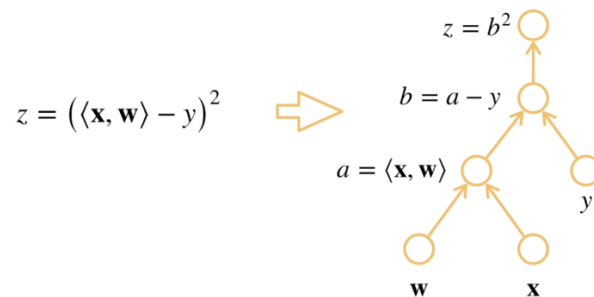 z = b²
z = (⟨x, w⟩ − y)²
b = a − y
a = ⟨x, w⟩
y
w x